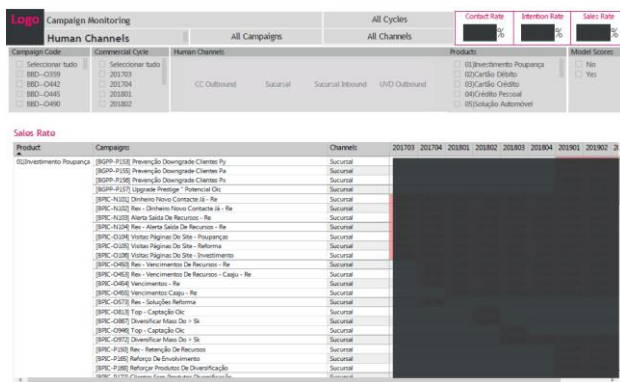 Logo Campaign Monitoring All Cycles Contact Rate Intention Rate Sales Rate
Human Channels All Campaigns All Channels % % %
Campaign Code Commercial Cycle Human Channels Products Model Scores
Seleccionar tudo Seleccionar tudo 01)Investimento Poupança No
BBD--O359 201703 02)Cartão Débito Yes
BBD--O442 201704 CC Outbound Sucursal Sucursal Inbound UVD Outbound 03)Cartão Crédito
BBD--O445 201801 04)Crédito Pessoal
BBD--O490 201802 05)Solução Automóvel
Sales Rate
Product Campaigns Channels 201703 201704 201801 201802 201803 201804 201901 201902
01)Investimento Poupança [BGPP-P153] Prevenção Downgrade Clientes Py Sucursal
[BGPP-P155] Prevenção Downgrade Clientes Pa Sucursal
[BGPP-P156] Prevenção Downgrade Clientes Ps Sucursal
[BGPP-P157] Upgrade Prestige " Potencial Oic Sucursal
[BPIC-N101] Dinheiro Novo Contacte Já - Re Sucursal
[BPIC-N102] Rex - Dinheiro Novo Contacte Já - Re Sucursal
[BPIC-N103] Alerta Saída De Recursos - Re Sucursal
[BPIC-N104] Rex - Alerta Saída De Recursos - Re Sucursal
[BPIC-O104] Visitas Páginas Do Site - Poupanças Sucursal
[BPIC-O105] Visitas Páginas Do Site - Reforma Sucursal
[BPIC-O106] Visitas Páginas Do Site - Investimento Sucursal
[BPIC-O450] Rex - Vencimentos De Recursos - Re Sucursal
[BPIC-O453] Rex - Vencimentos De Recursos - Caaju - Re Sucursal
[BPIC-O454] Vencimentos - Re Sucursal
[BPIC-O455] Vencimentos Caaju - Re Sucursal
[BPIC-O573] Rex - Soluções Reforma Sucursal
[BPIC-O813] Top - Captação Oic Sucursal
[BPIC-O887] Diversificar Mass Do > 5k Sucursal
[BPIC-O946] Top - Captação Oic Sucursal
[BPIC-O972] Diversificar Mass Do > 5k Sucursal
[BPIC-P150] Rex - Retenção De Recursos Sucursal
[BPIC-P165] Reforço De Envolvimento Sucursal
[BPIC-P168] Reforçar Produtos De Diversificação Sucursal